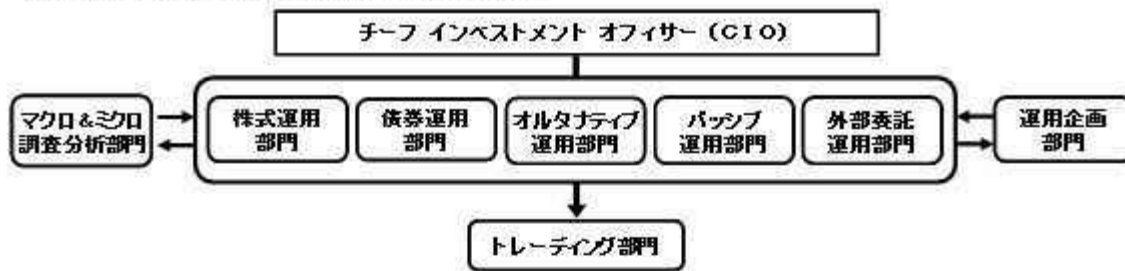 チーフ インベストメント オフィサー (CIO)
マクロ&ミクロ
調査分析部門
株式運用
部門
債券運用
部門
オルタナティブ
運用部門
パッシブ
運用部門
外部委託
運用部門
運用企画
部門
トレーディング部門